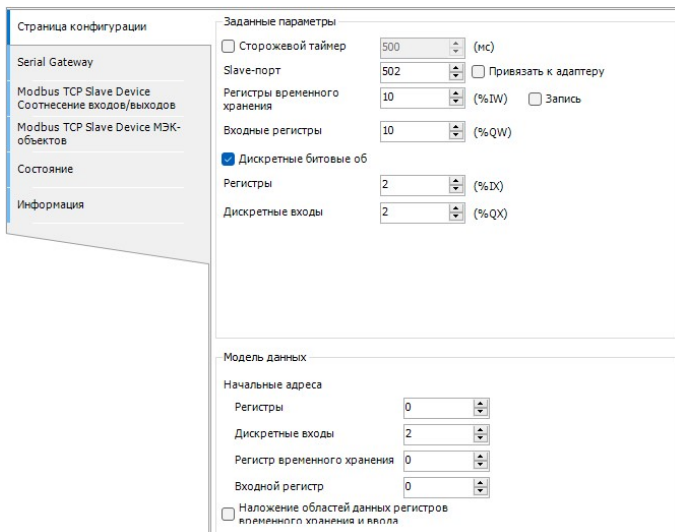 Страница конфигурации
Serial Gateway
Modbus TCP Slave Device
Соотнесение входов/выходов
Modbus TCP Slave Device МЭК-
объектов
Состояние
Информация
Заданные параметры
Сторожевой таймер 500 (мс)
Slave-порт 502 Привязать к адаптеру
Регистры временного
хранения 10 (%IW) Запись
Входные регистры 10 (%QW)
Дискретные битовые об
Регистры 2 (%IX)
Дискретные входы 2 (%QX)
Модель данных
Начальные адреса
Регистры 0
Дискретные входы 2
Регистр временного хранения 0
Входной регистр 0
Наложение областей данных регистров
временного хранения и ввода